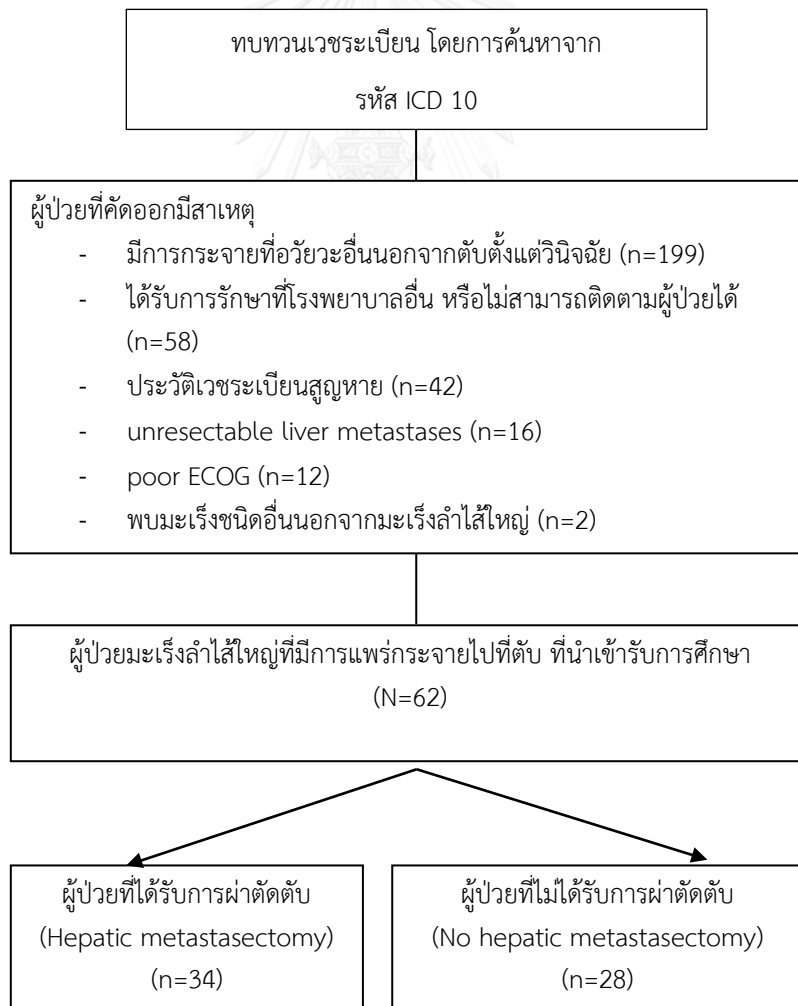 ทบทวนเวชระเบียน โดยการค้นหาจาก
รหัส ICD 10
ผู้ป่วยที่คัดออกมีสาเหตุ
- มีการกระจายที่อวัยวะอื่นนอกจากตับตั้งแต่วินิจฉัย (n=199)
- ได้รับการรักษาที่โรงพยาบาลอื่น หรือไม่สามารถติดตามผู้ป่วยได้
(n=58)
- ประวัติเวชระเบียนสูญหาย (n=42)
- unresectable liver metastases (n=16)
- poor ECOG (n=12)
- พบมะเร็งชนิดอื่นนอกจากมะเร็งลำไส้ใหญ่ (n=2)
ผู้ป่วยมะเร็งลำไส้ใหญ่ที่มีการแพร่กระจายไปที่ตับ ที่นำเข้ารับการศึกษา
(N=62)
ผู้ป่วยที่ได้รับการผ่าตัดตับ
(Hepatic metastasectomy)
(n=34)
ผู้ป่วยที่ไม่ได้รับการผ่าตัดตับ
(No hepatic metastasectomy)
(n=28)